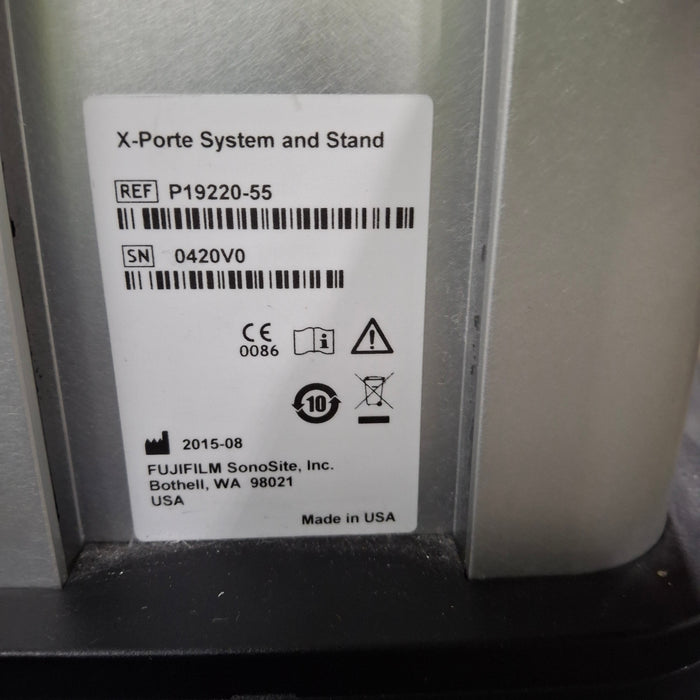 X-Porte System and Stand
REF P19220-55
SN 0420V0
CE
0086
10
2015-08
FUJIFILM SonoSite, Inc.
Bothell, WA 98021
USA
Made in USA